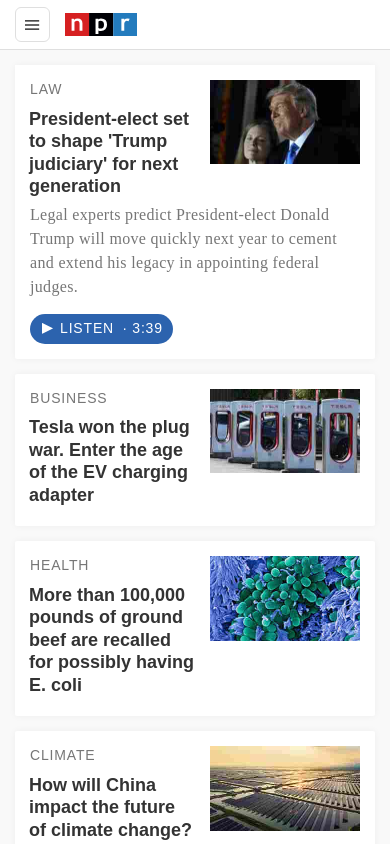 npr
LAW
President-elect set
to shape 'Trump
judiciary' for next
generation
Legal experts predict President-elect Donald
Trump will move quickly next year to cement
and extend his legacy in appointing federal
judges.
LISTEN · 3:39
BUSINESS
Tesla won the plug
war. Enter the age
of the EV charging
adapter
TESLA TESLA TESLA TESLA
HEALTH
More than 100,000
pounds of ground
beef are recalled
for possibly having
E. coli
CLIMATE
How will China
impact the future
of climate change?